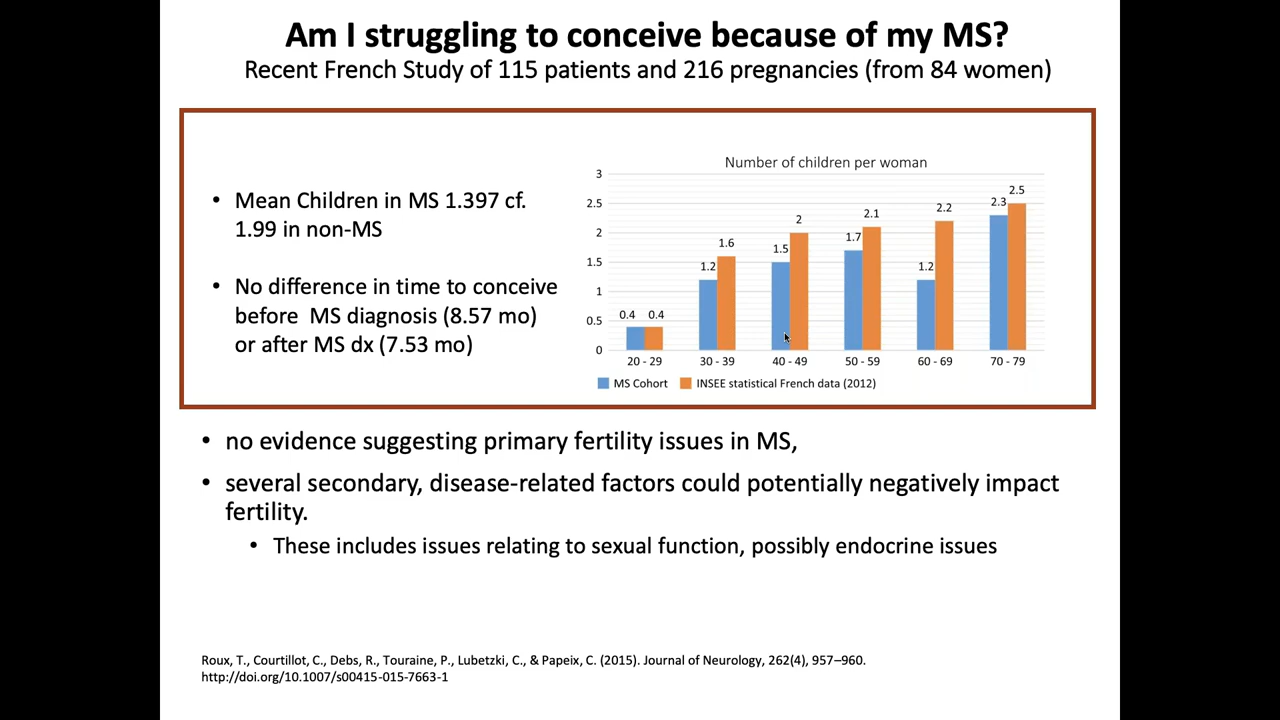 Am I struggling to conceive because of my MS?
Recent French Study of 115 patients and 216 pregnancies (from 84 women)
• Mean Children in MS 1.397 cf.
1.99 in non-MS
• No difference in time to conceive
before MS diagnosis (8.57 mo)
or after MS dx (7.53 mo)
Number of children per woman
3
2.5
2
1.5
1
0.5
0
0.4 0.4
1.2 1.6
1.5 2
1.7 2.1
1.2 2.2
2.3 2.5
20 - 29 30 - 39 40 - 49 50 - 59 60 - 69 70 - 79
MS Cohort INSEE statistical French data (2012)
• no evidence suggesting primary fertility issues in MS,
• several secondary, disease-related factors could potentially negatively impact
fertility.
• These includes issues relating to sexual function, possibly endocrine issues
Roux, T., Courtillot, C., Debs, R., Touraine, P., Lubetzki, C., & Papeix, C. (2015). Journal of Neurology, 262(4), 957–960.
http://doi.org/10.1007/s00415-015-7663-1